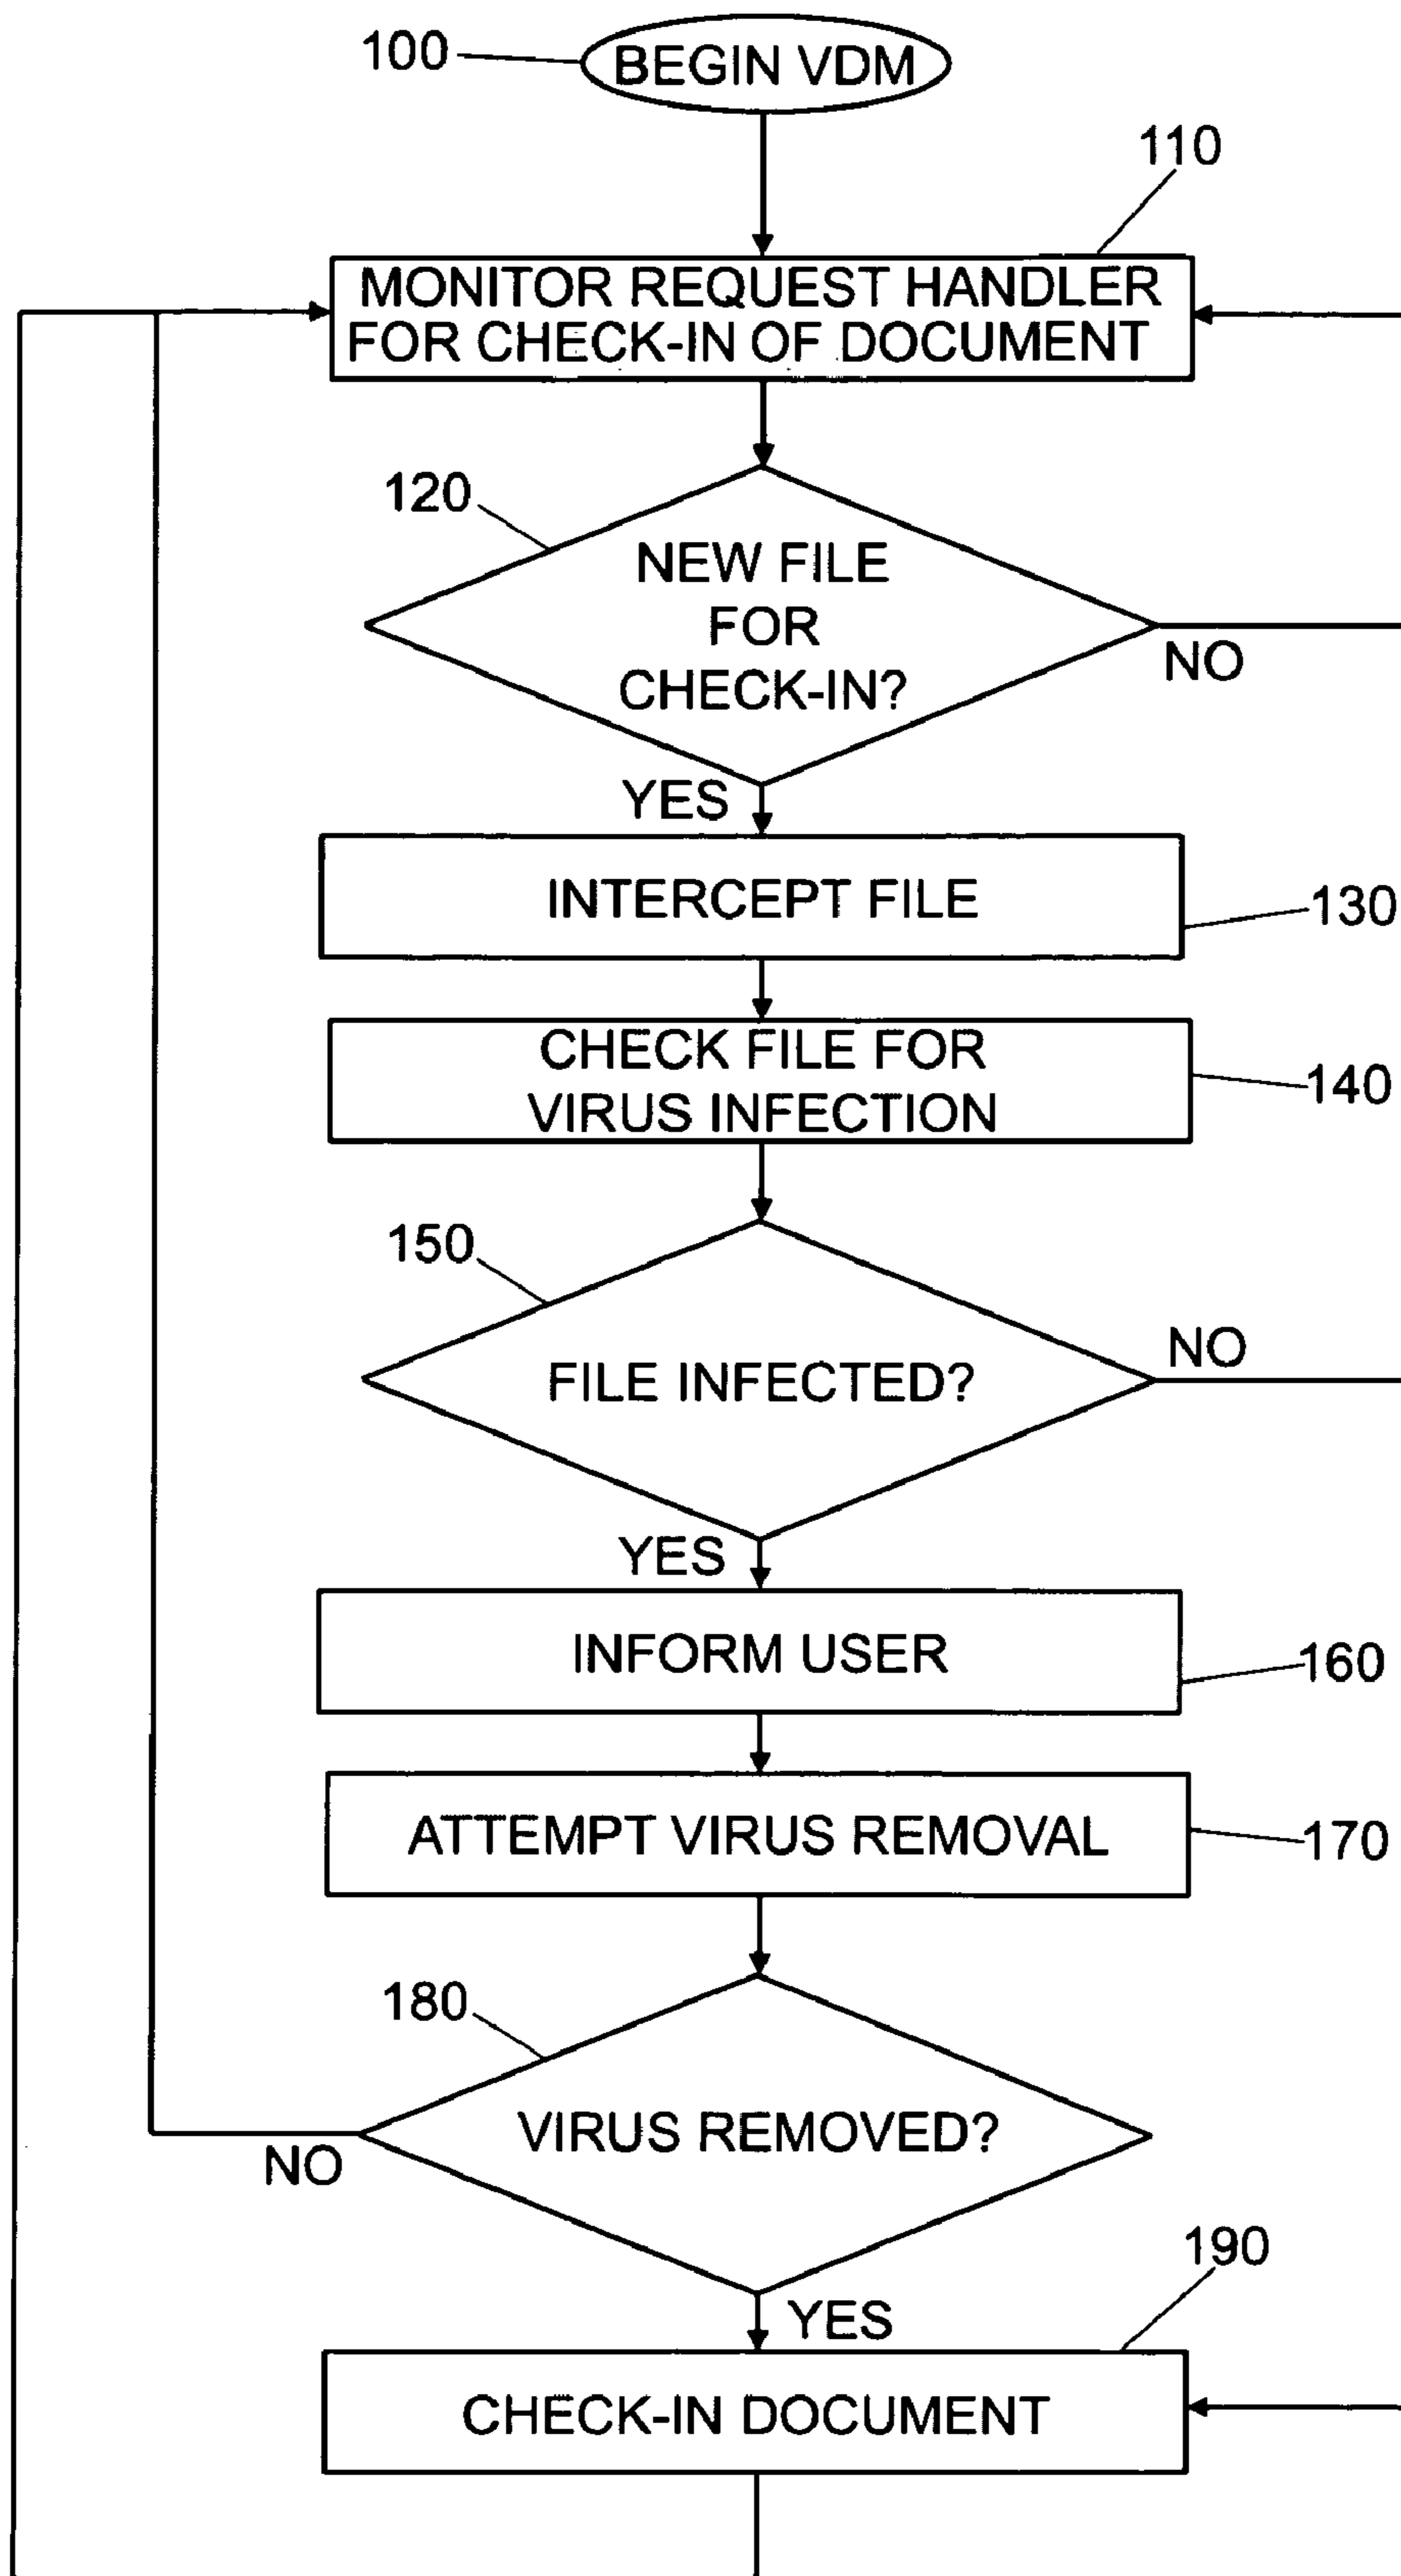 100
BEGIN VDM
110
MONITOR REQUEST HANDLER
FOR CHECK-IN OF DOCUMENT
120
NEW FILE
FOR
CHECK-IN?
NO
YES
INTERCEPT FILE
130
CHECK FILE FOR
VIRUS INFECTION
140
150
FILE INFECTED?
NO
YES
INFORM USER
160
ATTEMPT VIRUS REMOVAL
170
180
VIRUS REMOVED?
NO
YES
190
CHECK-IN DOCUMENT